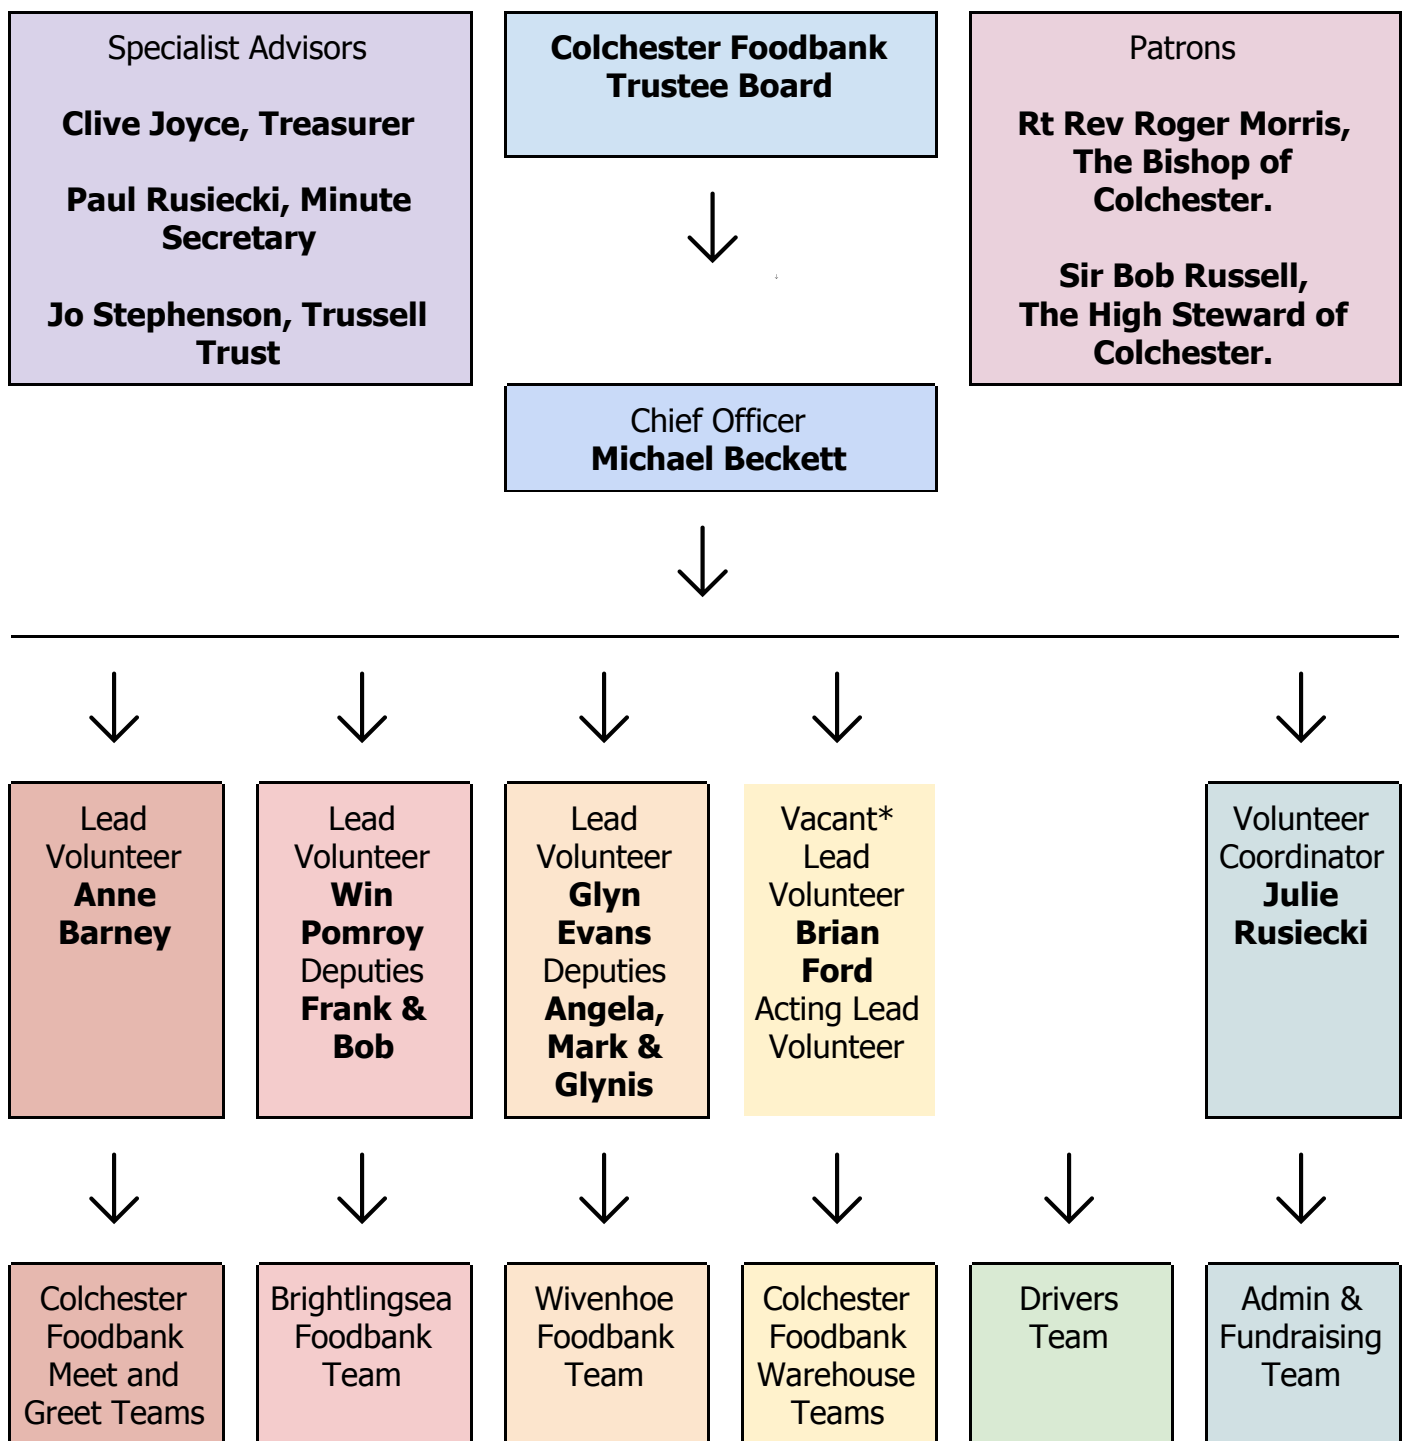 Specialist Advisors
Clive Joyce, Treasurer
Paul Rusiecki, Minute
Secretary
Jo Stephenson, Trussell
Trust
Colchester Foodbank
Trustee Board
Patrons
Rt Rev Roger Morris,
The Bishop of
Colchester.
Sir Bob Russell,
The High Steward of
Colchester.
Chief Officer
Michael Beckett
Lead
Volunteer
Anne
Barney
Lead
Volunteer
Win
Pomroy
Deputies
Frank &
Bob
Lead
Volunteer
Glyn
Evans
Deputies
Angela,
Mark &
Glynis
Vacant*
Lead
Volunteer
Brian
Ford
Acting Lead
Volunteer
Volunteer
Coordinator
Julie
Rusiecki
Colchester
Foodbank
Meet and
Greet Teams
Brightlingsea
Foodbank
Team
Wivenhoe
Foodbank
Team
Colchester
Foodbank
Warehouse
Teams
Drivers
Team
Admin &
Fundraising
Team